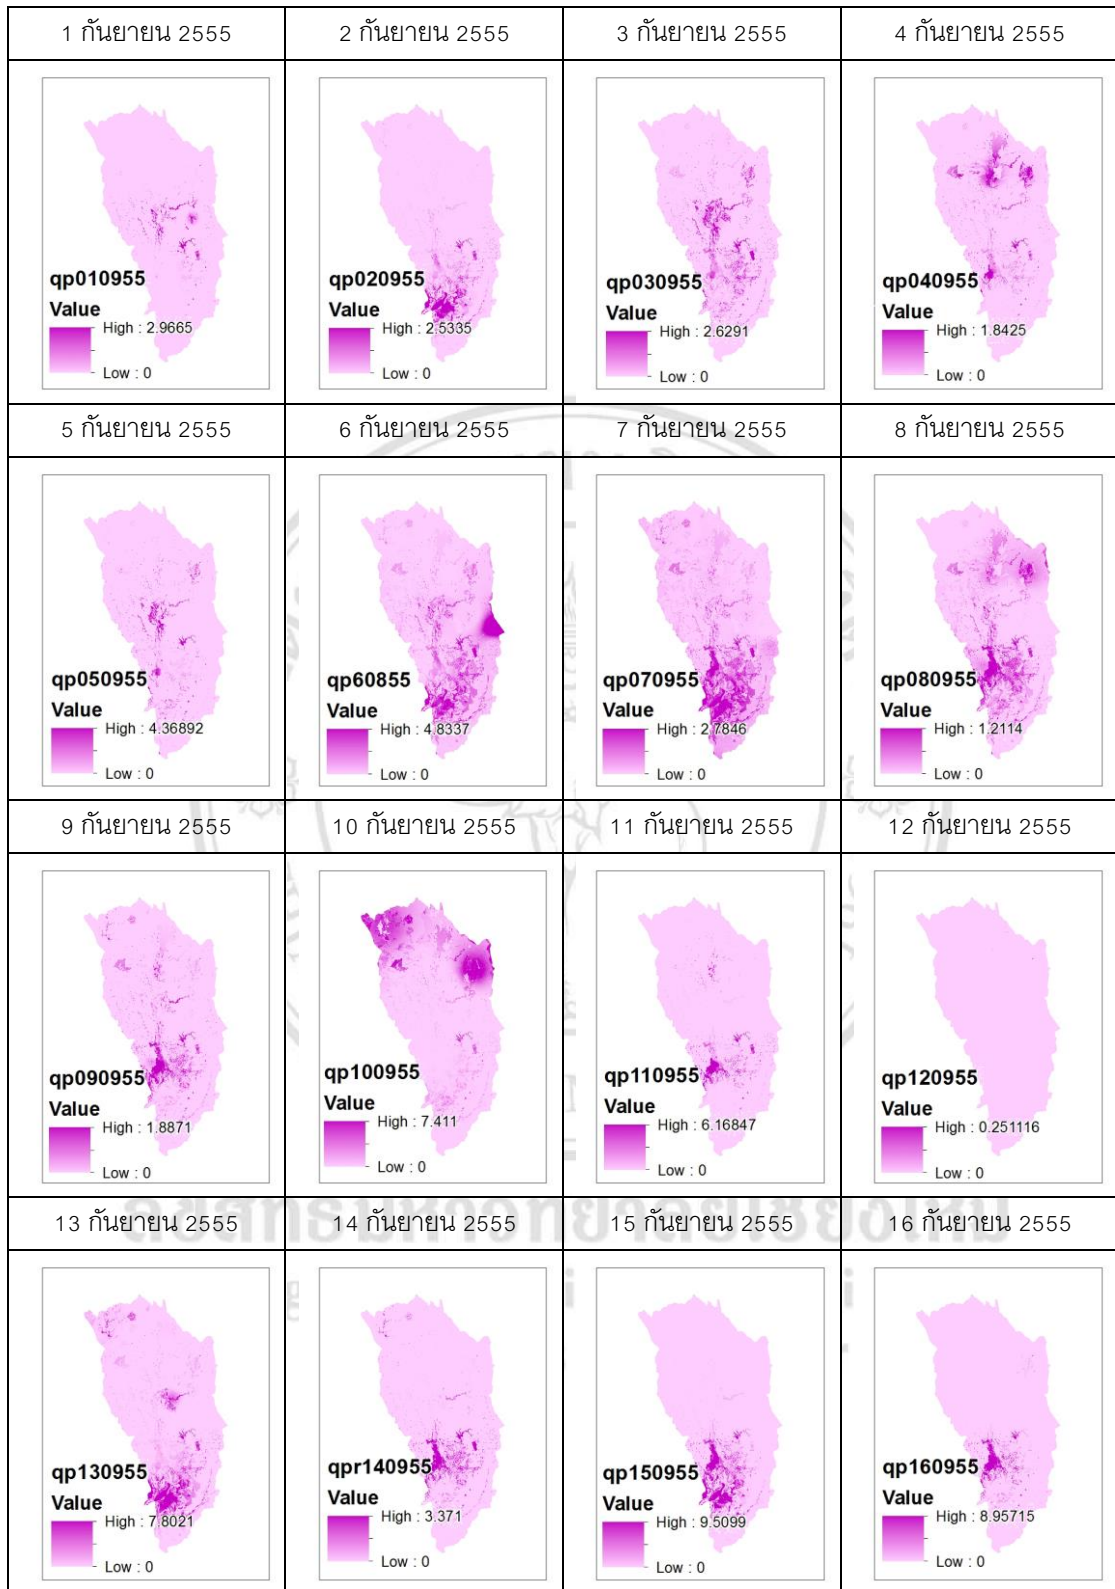 1 กันยายน 2555
2 กันยายน 2555
3 กันยายน 2555
4 กันยายน 2555
qp010955
Value
High : 2.9665
Low : 0
qp020955
Value
High : 2.5335
Low : 0
qp030955
Value
High : 2.6291
Low : 0
qp040955
Value
High : 1.8425
Low : 0
5 กันยายน 2555
6 กันยายน 2555
7 กันยายน 2555
8 กันยายน 2555
qp050955
Value
High : 4.36892
Low : 0
qp60855
Value
High : 4.8337
Low : 0
qp070955
Value
High : 2.7846
Low : 0
qp080955
Value
High : 1.2114
Low : 0
9 กันยายน 2555
10 กันยายน 2555
11 กันยายน 2555
12 กันยายน 2555
qp090955
Value
High : 1.8871
Low : 0
qp100955
Value
High : 7.411
Low : 0
qp110955
Value
High : 6.16847
Low : 0
qp120955
Value
High : 0.251116
Low : 0
13 กันยายน 2555
14 กันยายน 2555
15 กันยายน 2555
16 กันยายน 2555
qp130955
Value
High : 7.8021
Low : 0
qpr140955
Value
High : 3.371
Low : 0
qp150955
Value
High : 9.5099
Low : 0
qp160955
Value
High : 8.95715
Low : 0